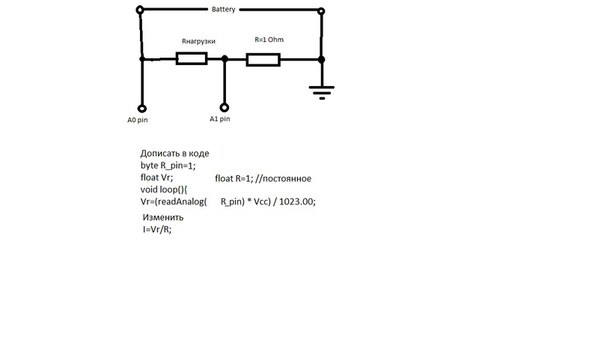 Battery
Rнагрузки
R=1 Ohm
A0 pin
A1 pin
Дописать в коде
byte R_pin=1;
float Vr; float R=1; //постоянное
void loop(){
Vr=(readAnalog( R_pin) * Vcc) / 1023.00;
Изменить
I=Vr/R;